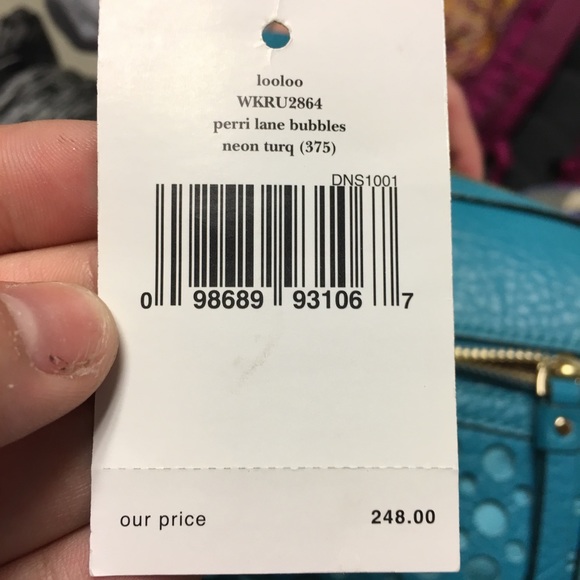 looloo
WKRU2864
perri lane bubbles
neon turq (375)
DNS1001
0 98689 93106 7
our price 248.00